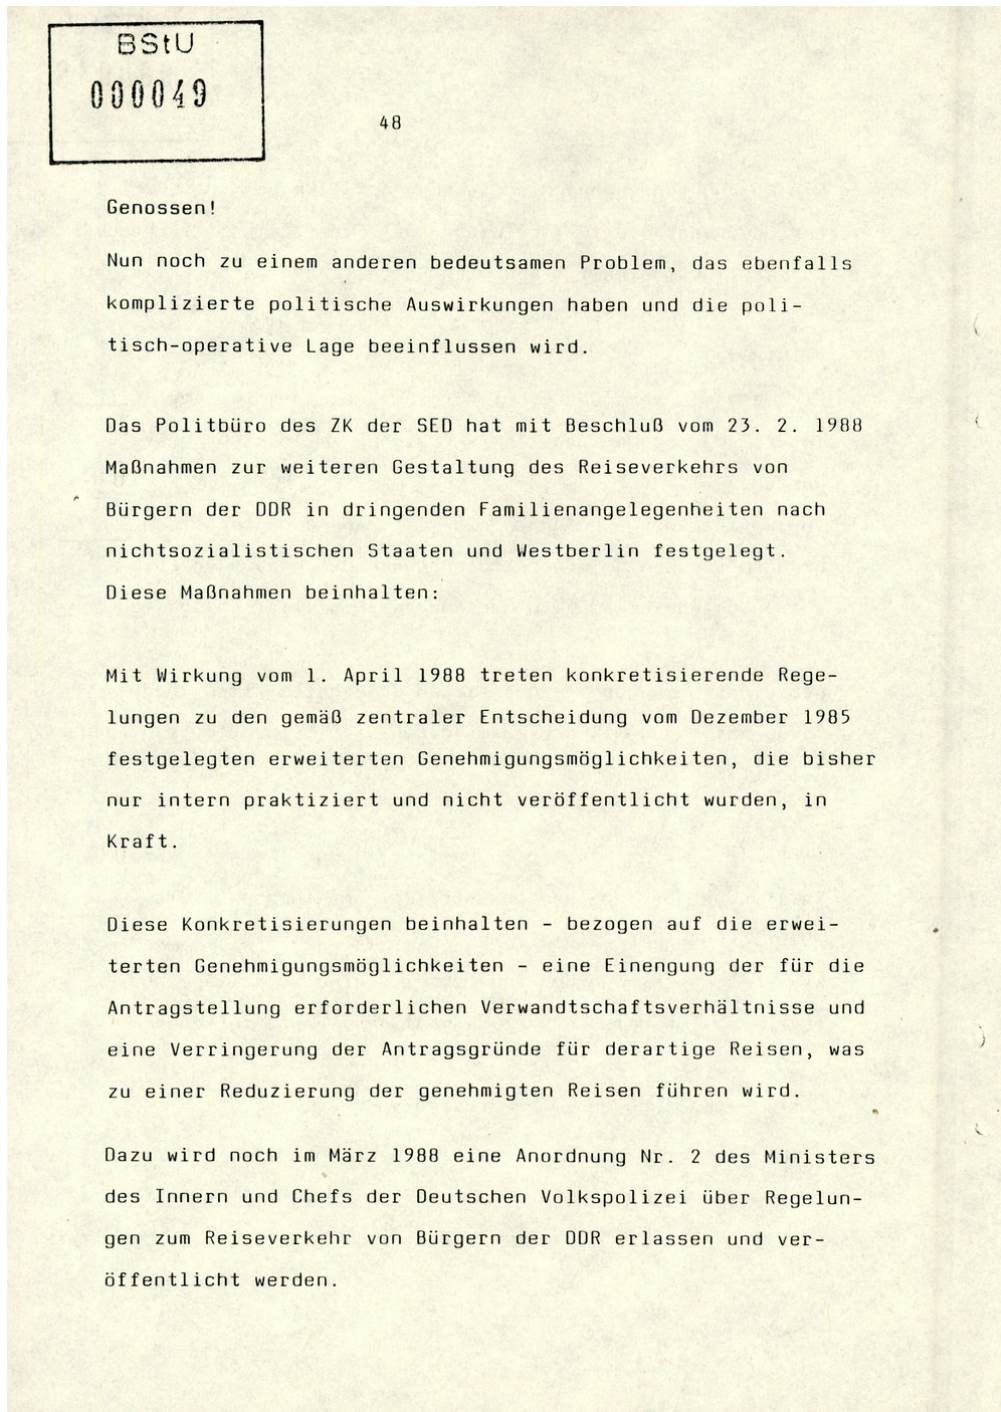 BStU
000049
48
Genossen!
Nun noch zu einem anderen bedeutsamen Problem, das ebenfalls
komplizierte politische Auswirkungen haben und die poli-
tisch-operative Lage beeinflussen wird.
Das Politbüro des ZK der SED hat mit Beschluß vom 23. 2. 1988
Maßnahmen zur weiteren Gestaltung des Reiseverkehrs von
Bürgern der DDR in dringenden Familienangelegenheiten nach
nichtsozialistischen Staaten und Westberlin festgelegt.
Diese Maßnahmen beinhalten:
Mit Wirkung vom 1. April 1988 treten konkretisierende Rege-
lungen zu den gemäß zentraler Entscheidung vom Dezember 1985
festgelegten erweiterten Genehmigungsmöglichkeiten, die bisher
nur intern praktiziert und nicht veröffentlicht wurden, in
Kraft.
Diese Konkretisierungen beinhalten - bezogen auf die erwei-
terten Genehmigungsmöglichkeiten - eine Einengung der für die
Antragstellung erforderlichen Verwandtschaftsverhältnisse und
eine Verringerung der Antragsgründe für derartige Reisen, was
zu einer Reduzierung der genehmigten Reisen führen wird.
Dazu wird noch im März 1988 eine Anordnung Nr. 2 des Ministers
des Innern und Chefs der Deutschen Volkspolizei über Regelun-
gen zum Reiseverkehr von Bürgern der DDR erlassen und ver-
öffentlicht werden.